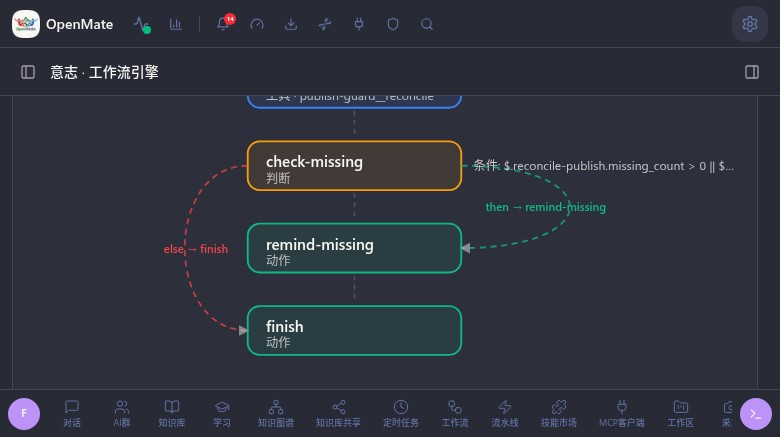 OpenMate
14
意志 · 工作流引擎
工具 · publish-guard__reconcile
check-missing
判断
条件: $.reconcile-publish.missing_count > 0 || $...
then → remind-missing
remind-missing
动作
else → finish
finish
动作
F
对话
AI群
知识库
学习
知识图谱
知识库共享
定时任务
工作流
流水线
技能市场
MCP客户端
工作区